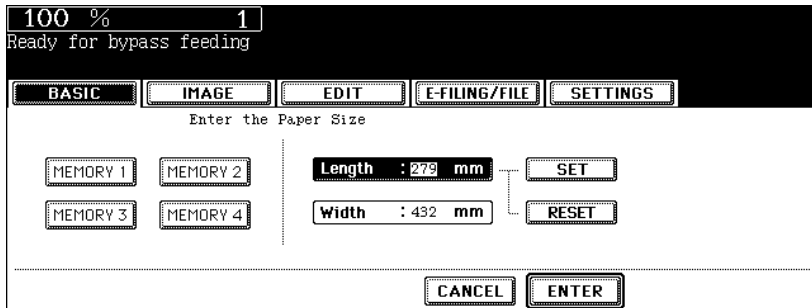 100 % 1
Ready for bypass feeding
BASIC IMAGE EDIT E-FILING/FILE SETTINGS
Enter the Paper Size
MEMORY 1 MEMORY 2 Length :279 mm SET
MEMORY 3 MEMORY 4 Width :432 mm RESET
CANCEL ENTER